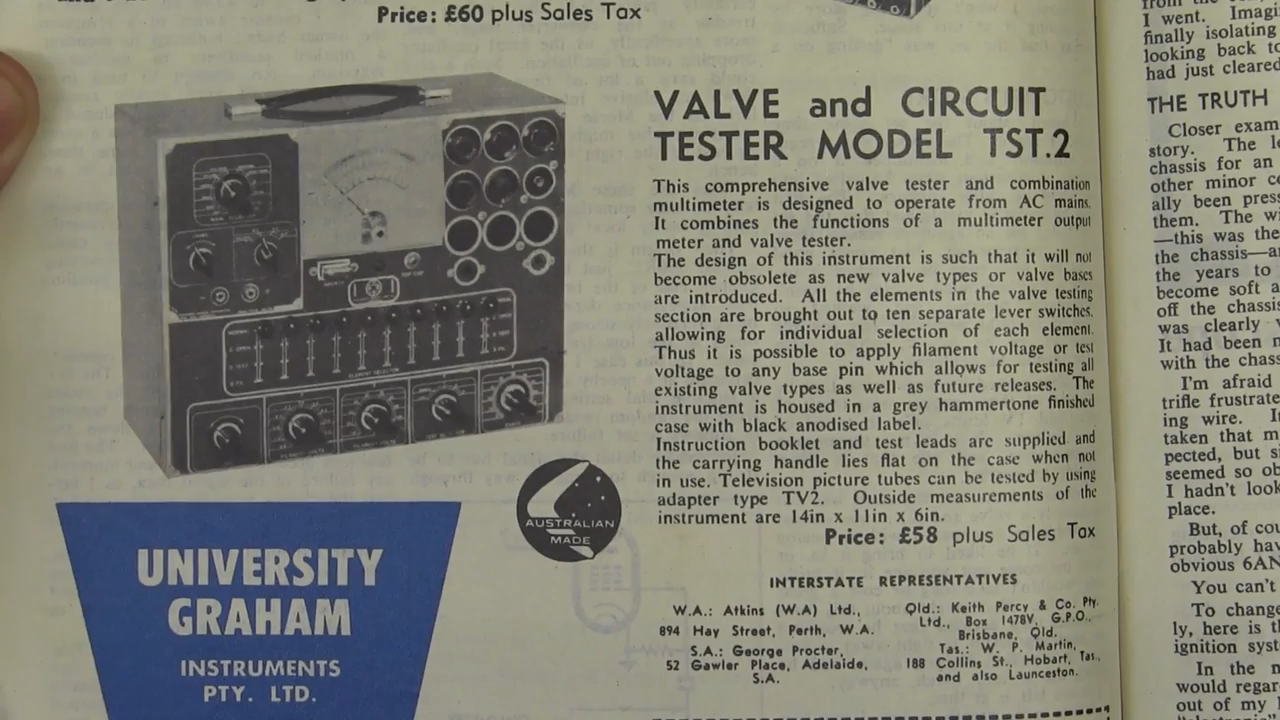 Price: £60 plus Sales Tax
VALVE and CIRCUIT
TESTER MODEL TST.2
This comprehensive valve tester and combination
multimeter is designed to operate from AC mains.
It combines the functions of a multimeter output
meter and valve tester.
The design of this instrument is such that it will not
become obsolete as new valve types or valve bases
are introduced. All the elements in the valve testing
section are brought out to ten separate lever switches,
allowing for individual selection of each element.
Thus it is possible to apply filament voltage or test
voltage to any base pin which allows for testing all
existing valve types as well as future releases. The
instrument is housed in a grey hammertone finished
case with black anodised label.
Instruction booklet and test leads are supplied and
the carrying handle lies flat on the case when not
in use. Television picture tubes can be tested by using
adapter type TV2. Outside measurements of the
instrument are 14in x 11in x 6in.
Price: £58 plus Sales Tax
AUSTRALIAN
MADE
UNIVERSITY
GRAHAM
INSTRUMENTS
PTY. LTD.
INTERSTATE REPRESENTATIVES
W.A.: Atkins (W.A) Ltd.,
894 Hay Street, Perth, W.A.
S.A.: George Procter,
52 Gawler Place, Adelaide,
S.A.
Qld.: Keith Percy & Co. Pty.
Ltd., Box 1478V, G.P.O.,
Brisbane, Qld.
Tas.: W. P. Martin,
188 Collins St., Hobart, Tas.,
and also Launceston.
I went. Imagi
finally isolating
looking back to
had just cleared
THE TRUTH
Closer exam
story. The le
chassis for an
other minor co
ally been press
them. The wi
—this was the
the chassis—a
the years to
become soft a
off the chassis
was clearly
It had been n
with the chass
I'm afraid
trifle frustrate
ing wire. I
taken that m
pected, but s
seemed so ob
I hadn't look
place.
But, of cou
probably hav
obvious 6AN
You can't
To change
ly, here is th
ignition syst
In the n
would regar
out of my